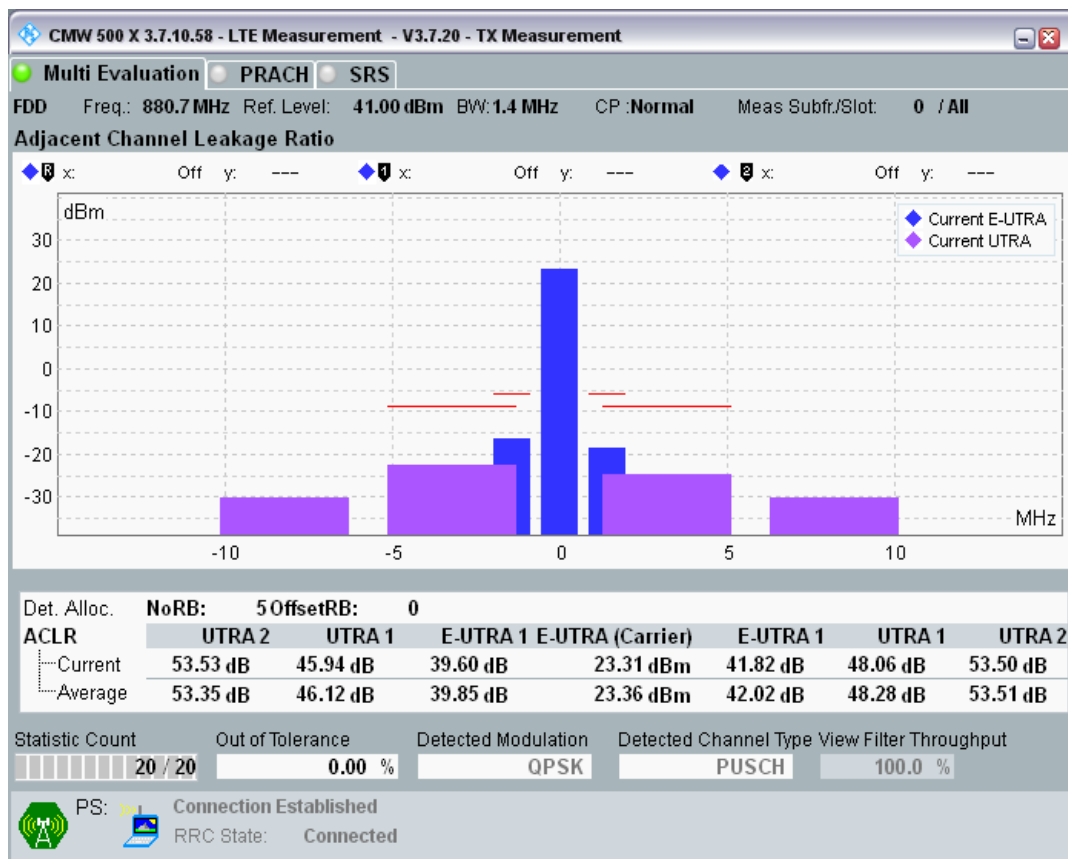 CMW 500 X 3.7.10.58 - LTE Measurement - V3.7.20 - TX Measurement
Multi Evaluation PRACH SRS
FDD Freq.: 880.7 MHz Ref. Level: 41.00 dBm BW: 1.4 MHz CP :Normal Meas Subfr./Slot: 0 / All
Adjacent Channel Leakage Ratio
R x: Off y: --- 1 x: Off y: --- 2 x: Off y: ---
dBm
Current E-UTRA
Current UTRA
30
20
10
0
-10
-20
-30
MHz
-10 -5 0 5 10
Det. Alloc. NoRB: 5 OffsetRB: 0
ACLR UTRA 2 UTRA 1 E-UTRA 1 E-UTRA (Carrier) E-UTRA 1 UTRA 1 UTRA 2
Current 53.53 dB 45.94 dB 39.60 dB 23.31 dBm 41.82 dB 48.06 dB 53.50 dB
Average 53.35 dB 46.12 dB 39.85 dB 23.36 dBm 42.02 dB 48.28 dB 53.51 dB
Statistic Count Out of Tolerance Detected Modulation Detected Channel Type View Filter Throughput
20 / 20 0.00 % QPSK PUSCH 100.0 %
PS: Connection Established
RRC State: Connected